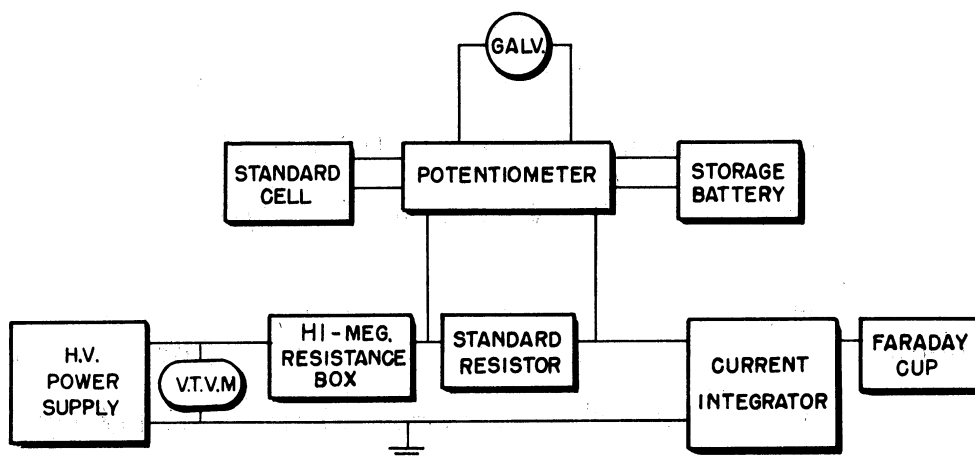 GALV.
STANDARD
CELL
POTENTIOMETER
STORAGE
BATTERY
H.V.
POWER
SUPPLY
V.T.V.M
HI-MEG.
RESISTANCE
BOX
STANDARD
RESISTOR
CURRENT
INTEGRATOR
FARADAY
CUP